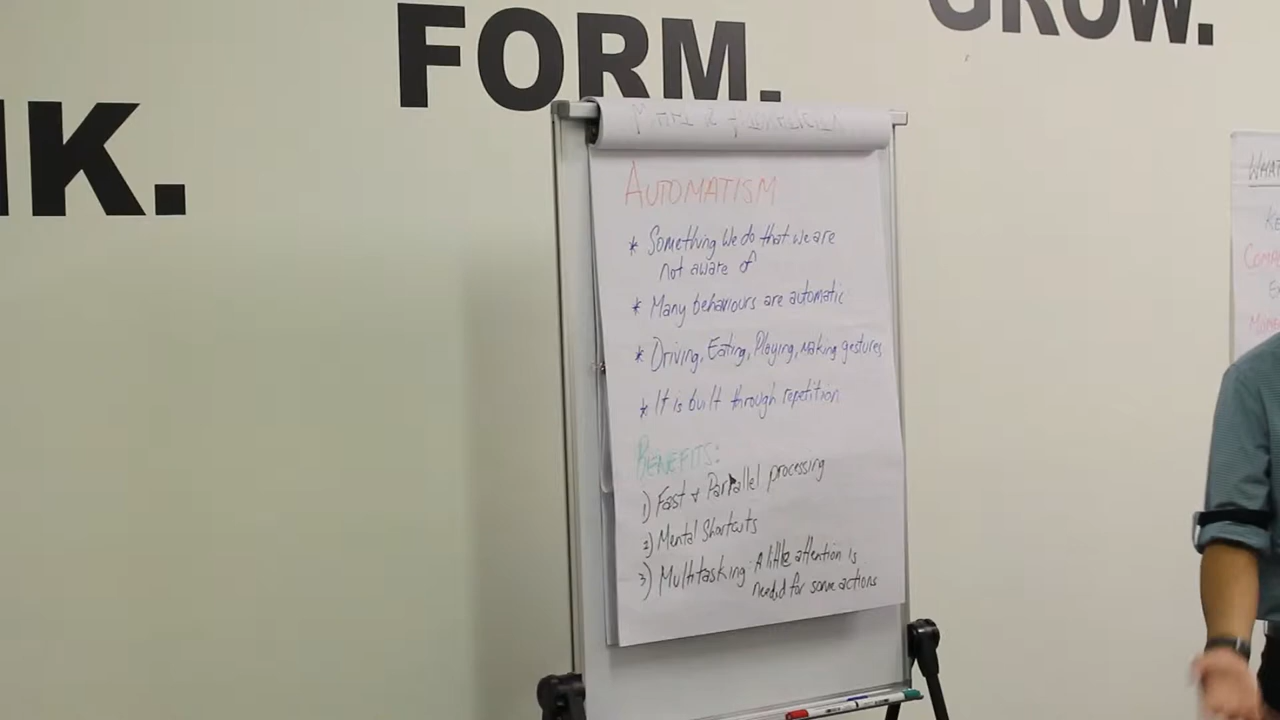 FORM.
GROW.
NK.
AUTOMATISM
* Something We do that we are
not aware of
* Many behaviours are automatic
* Driving, Eating, Playing, Making gestures
* It is built through repetition
BENEFITS:
1) Fast & Parallel processing
2) Mental Shortcuts
3) Multitasking: A little attention is
needed for some actions
WHAT